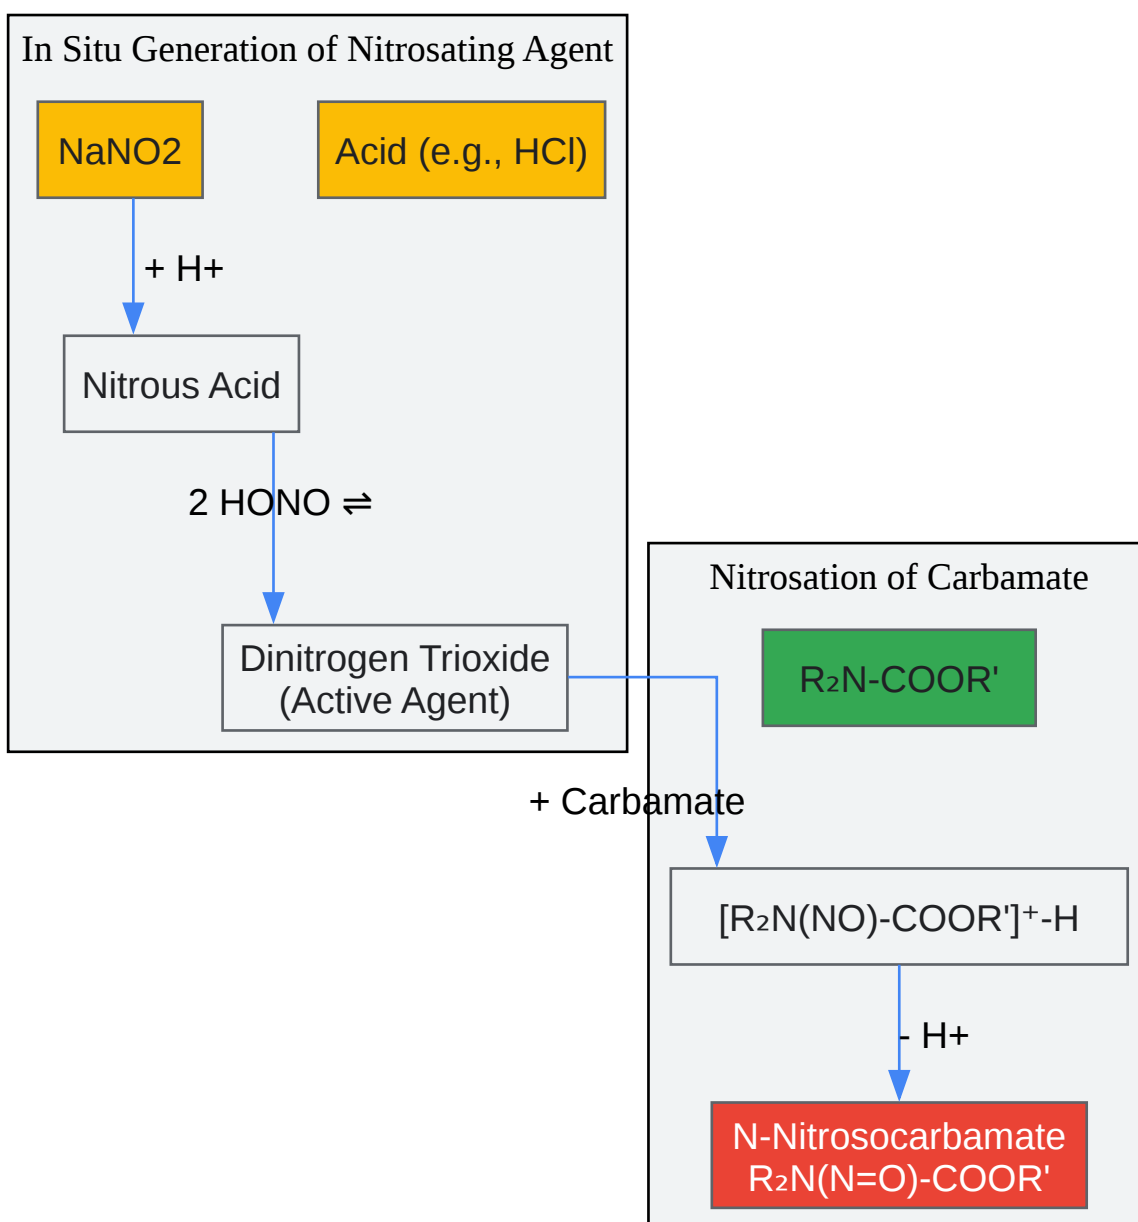 In Situ Generation of Nitrosating Agent
NaNO2
Acid (e.g., HCl)
+ H+
Nitrous Acid
2 HONO ⇌
Dinitrogen Trioxide
(Active Agent)
Nitrosation of Carbamate
R₂N-COOR'
+ Carbamate
[R₂N(NO)-COOR']⁺-H
- H+
N-Nitrosocarbamate
R₂N(N=O)-COOR'